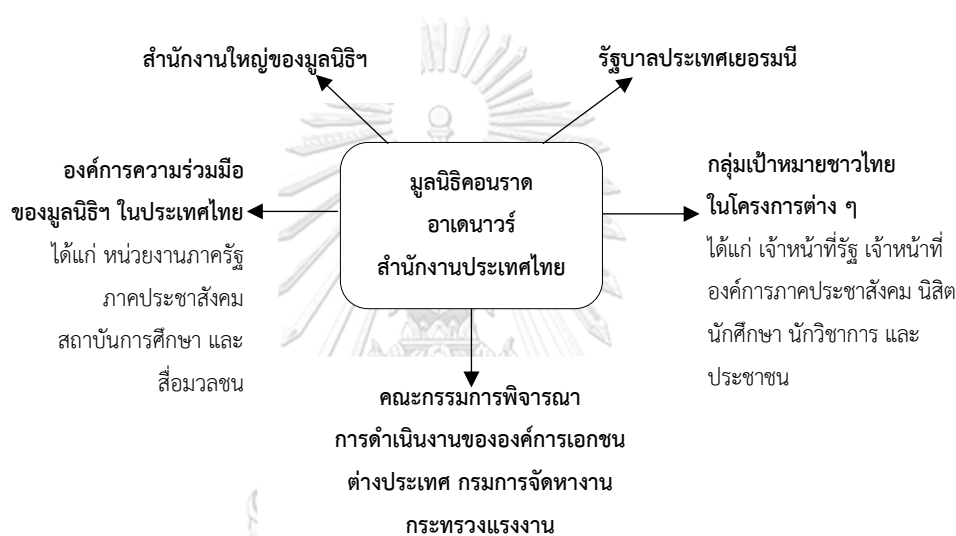 สำนักงานใหญ่ของมูลนิธิฯ
รัฐบาลประเทศเยอรมนี
องค์การความร่วมมือ
ของมูลนิธิฯ ในประเทศไทย
ได้แก่ หน่วยงานภาครัฐ
ภาคประชาสังคม
สถาบันการศึกษา และ
สื่อมวลชน
มูลนิธิคอนราด
อาเดนาวร์
สำนักงานประเทศไทย
กลุ่มเป้าหมายชาวไทย
ในโครงการต่าง ๆ
ได้แก่ เจ้าหน้าที่รัฐ เจ้าหน้าที่
องค์การภาคประชาสังคม นิสิต
นักศึกษา นักวิชาการ และ
ประชาชน
คณะกรรมการพิจารณา
การดำเนินงานขององค์การเอกชน
ต่างประเทศ กรมการจัดหางาน
กระทรวงแรงงาน